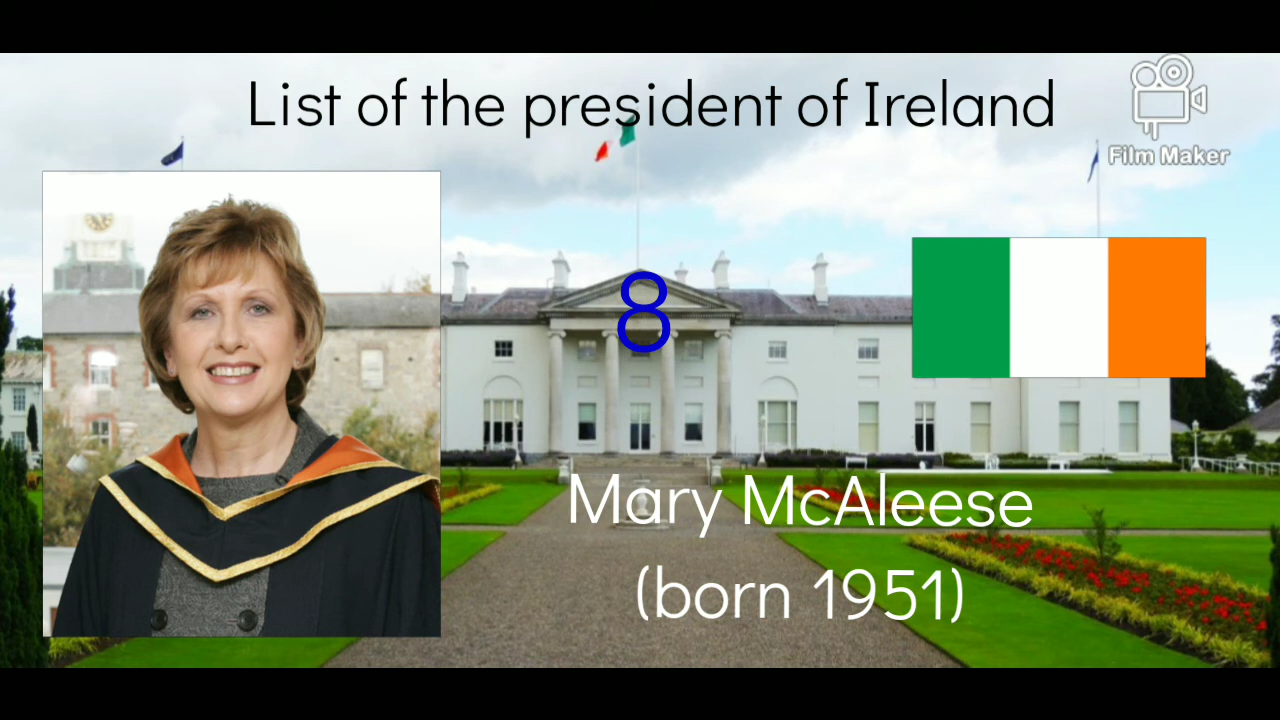 List of the president of Ireland
Film Maker
8
Mary McAleese
(born 1951)